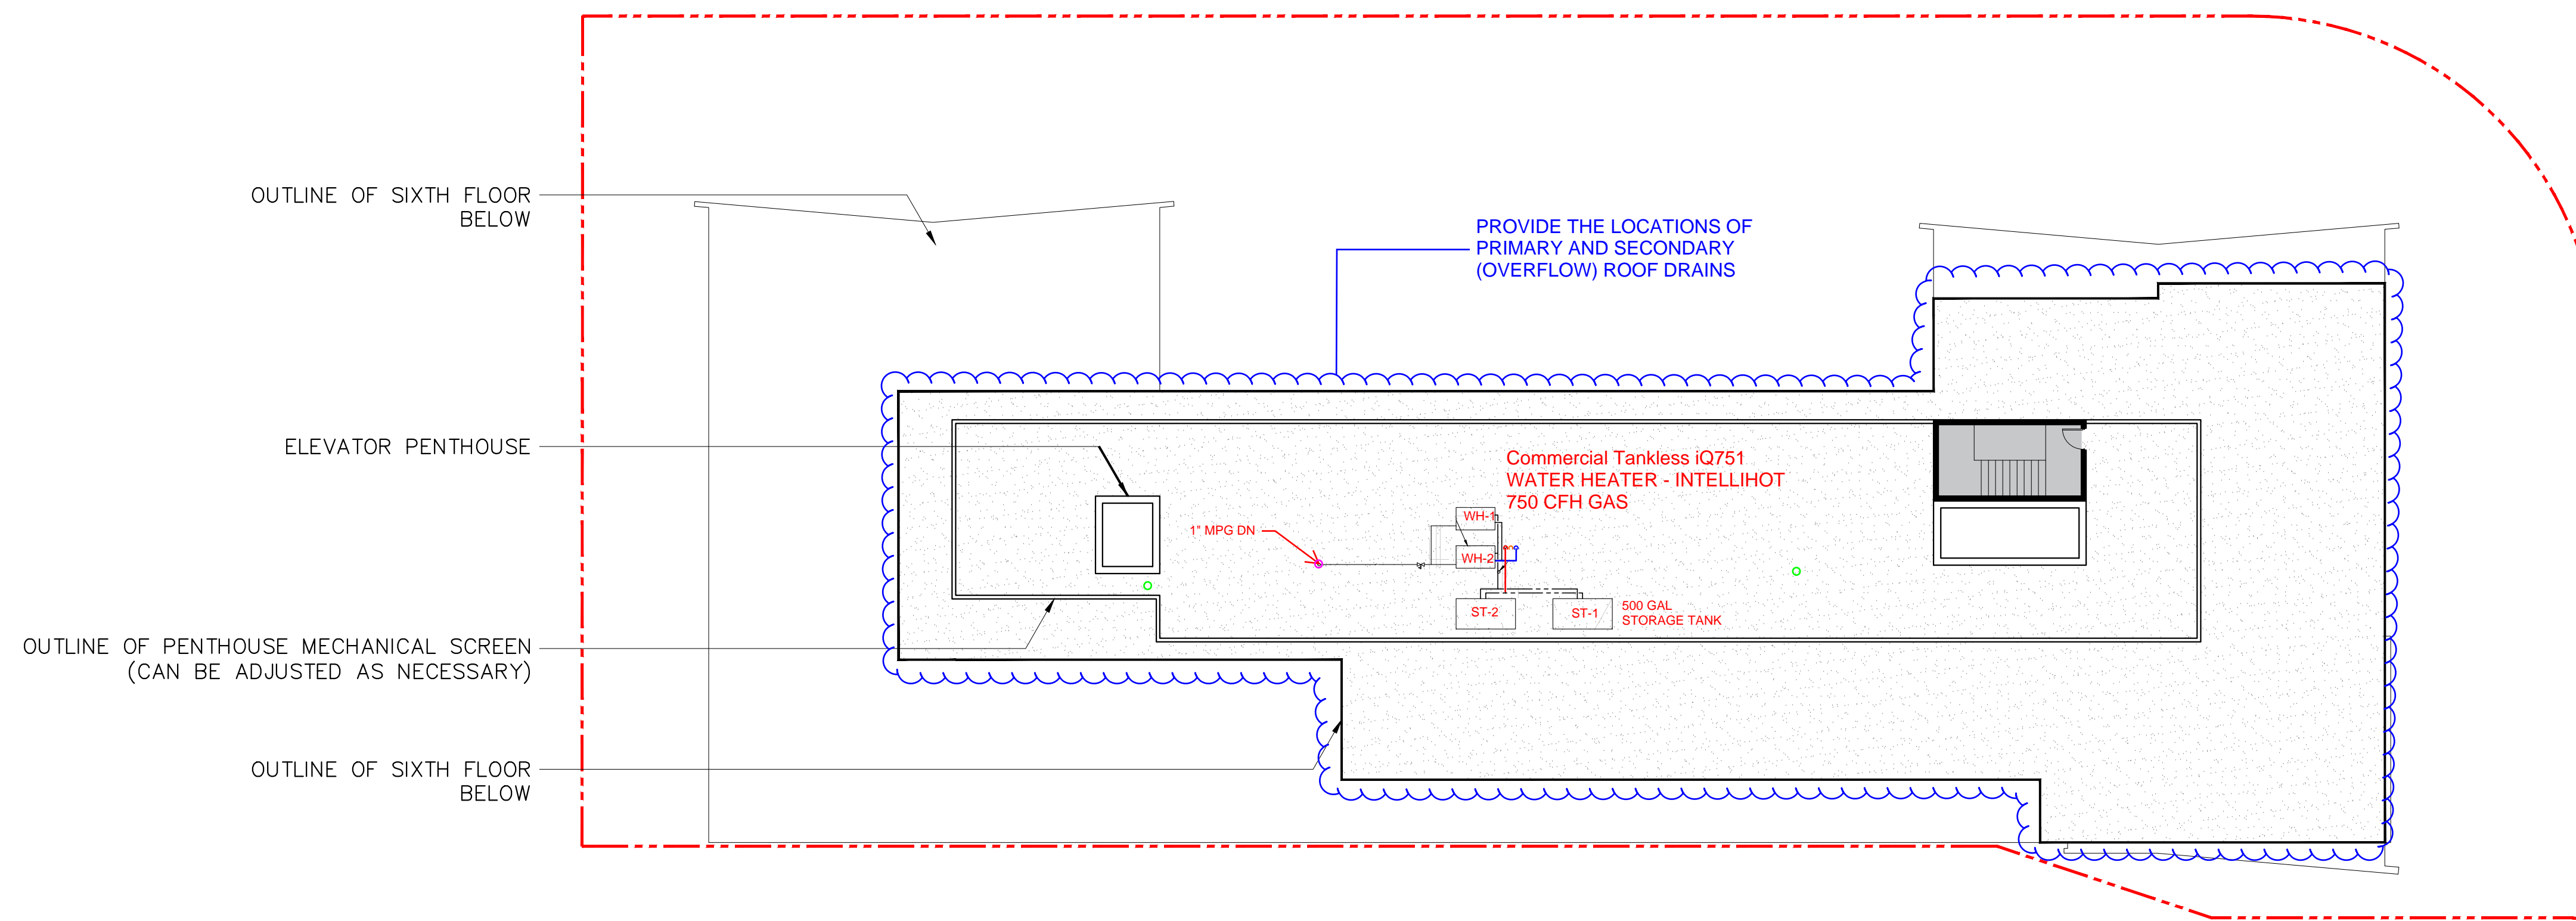 OUTLINE OF SIXTH FLOOR
BELOW
PROVIDE THE LOCATIONS OF
PRIMARY AND SECONDARY
(OVERFLOW) ROOF DRAINS
ELEVATOR PENTHOUSE
Commercial Tankless iQ751
WATER HEATER - INTELLIHOT
750 CFH GAS
WH-1
1" MPG DN
WH-2
ST-2
ST-1
500 GAL
STORAGE TANK
OUTLINE OF PENTHOUSE MECHANICAL SCREEN
(CAN BE ADJUSTED AS NECESSARY)
OUTLINE OF SIXTH FLOOR
BELOW